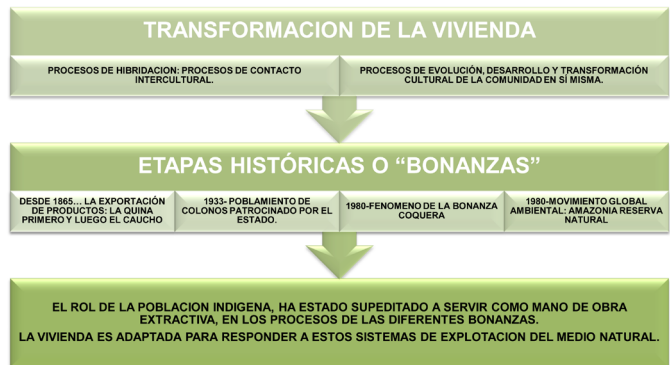 TRANSFORMACION DE LA VIVIENDA
PROCESOS DE HIBRIDACION: PROCESOS DE CONTACTO
INTERCULTURAL.
PROCESOS DE EVOLUCIÓN, DESARROLLO Y TRANSFORMACIÓN
CULTURAL DE LA COMUNIDAD EN SÍ MISMA.
ETAPAS HISTÓRICAS O “BONANZAS”
DESDE 1865... LA EXPORTACIÓN
DE PRODUCTOS: LA QUINA
PRIMERO Y LUEGO EL CAUCHO
1933- POBLAMIENTO DE
COLONOS PATROCINADO POR EL
ESTADO.
1980-FENOMENO DE LA BONANZA
COQUERA
1980-MOVIMIENTO GLOBAL
AMBIENTAL: AMAZONIA RESERVA
NATURAL
EL ROL DE LA POBLACION INDIGENA, HA ESTADO SUPEDITADO A SERVIR COMO MANO DE OBRA
EXTRACTIVA, EN LOS PROCESOS DE LAS DIFERENTES BONANZAS.
LA VIVIENDA ES ADAPTADA PARA RESPONDER A ESTOS SISTEMAS DE EXPLOTACION DEL MEDIO NATURAL.